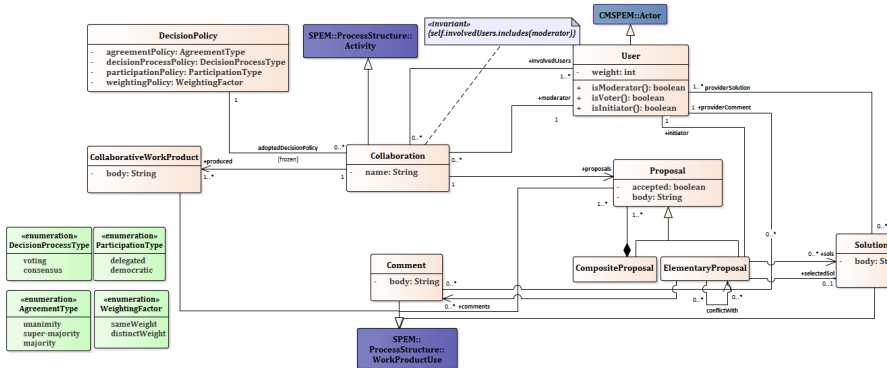 DecisionPolicy
- agreementPolicy: AgreementType
- decisionProcessPolicy: DecisionProcessType
- participationPolicy: ParticipationType
- weightingPolicy: WeightingFactor
SPEM::ProcessStructure::
Activity
«invariant»
{self.involvedUsers.includes(moderator)}
CMSPEM::Actor
User
- weight: int
+ isModerator(): boolean
+ isVoter(): boolean
+ isInitiator(): boolean
+involvedUsers
1..*
1..* +providerSolution
1 +providerComment
+moderator
1
1
+initiator
1
0..*
adoptedDecisionPolicy
0..*
{frozen}
0..*
CollaborativeWorkProduct
- body: String
+produced
1..*
1
Collaboration
- name: String
1
+proposals
1..*
Proposal
- accepted: boolean
- body: String
1..*
«enumeration»
DecisionProcessType
voting
consensus
«enumeration»
ParticipationType
delegated
democratic
«enumeration»
AgreementType
unanimity
super-majority
majority
«enumeration»
WeightingFactor
sameWeight
distinctWeight
Comment
- body: String
0..*
0..* +comments
CompositeProposal
ElementaryProposal
0..*
0..*
0..*
0..*
conflictWith
0..* +sols
+selectedSol
0..1
Solution
- body: St
SPEM::
ProcessStructure::
WorkProductUse